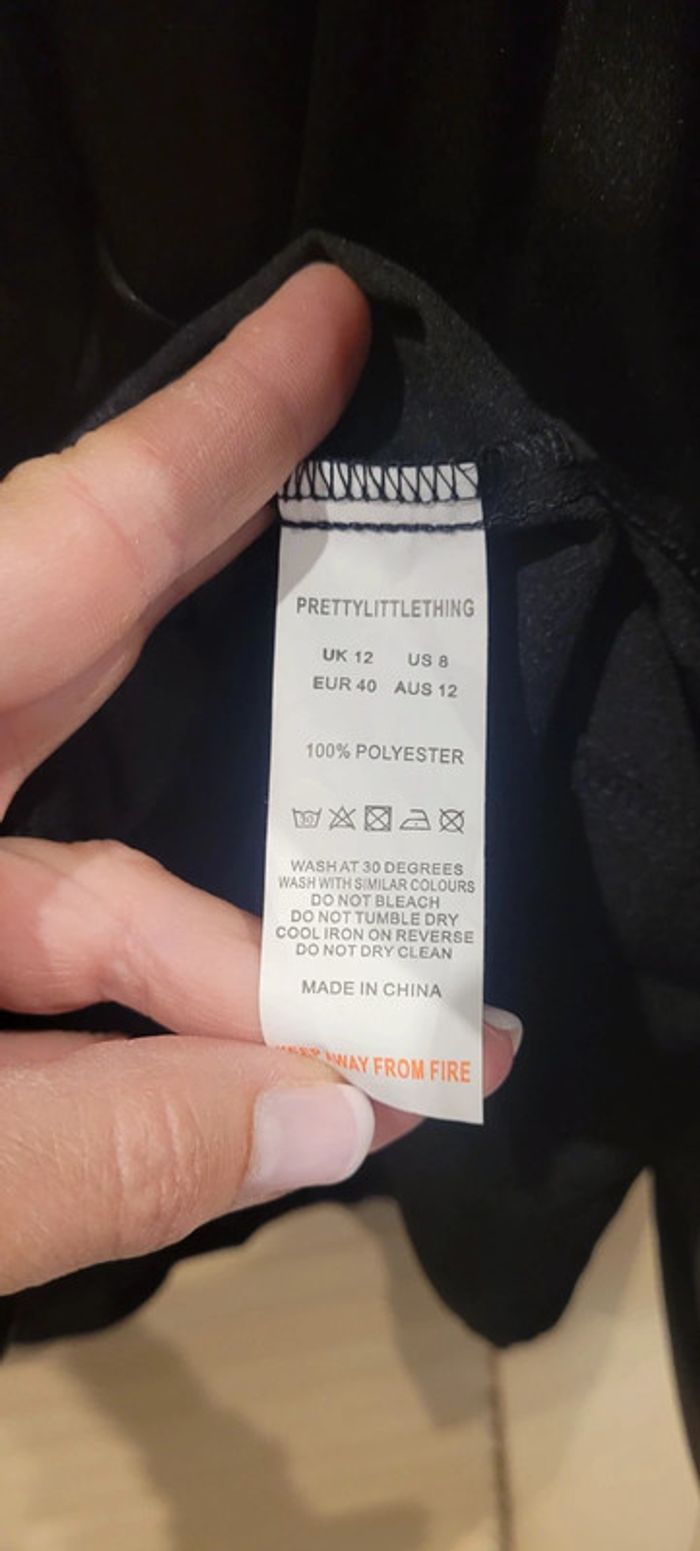 PRETTYLITTLETHING
UK 12 US 8
EUR 40 AUS 12
100% POLYESTER
30
WASH AT 30 DEGREES
WASH WITH SIMILAR COLOURS
DO NOT BLEACH
DO NOT TUMBLE DRY
COOL IRON ON REVERSE
DO NOT DRY CLEAN
MADE IN CHINA
KEEP AWAY FROM FIRE